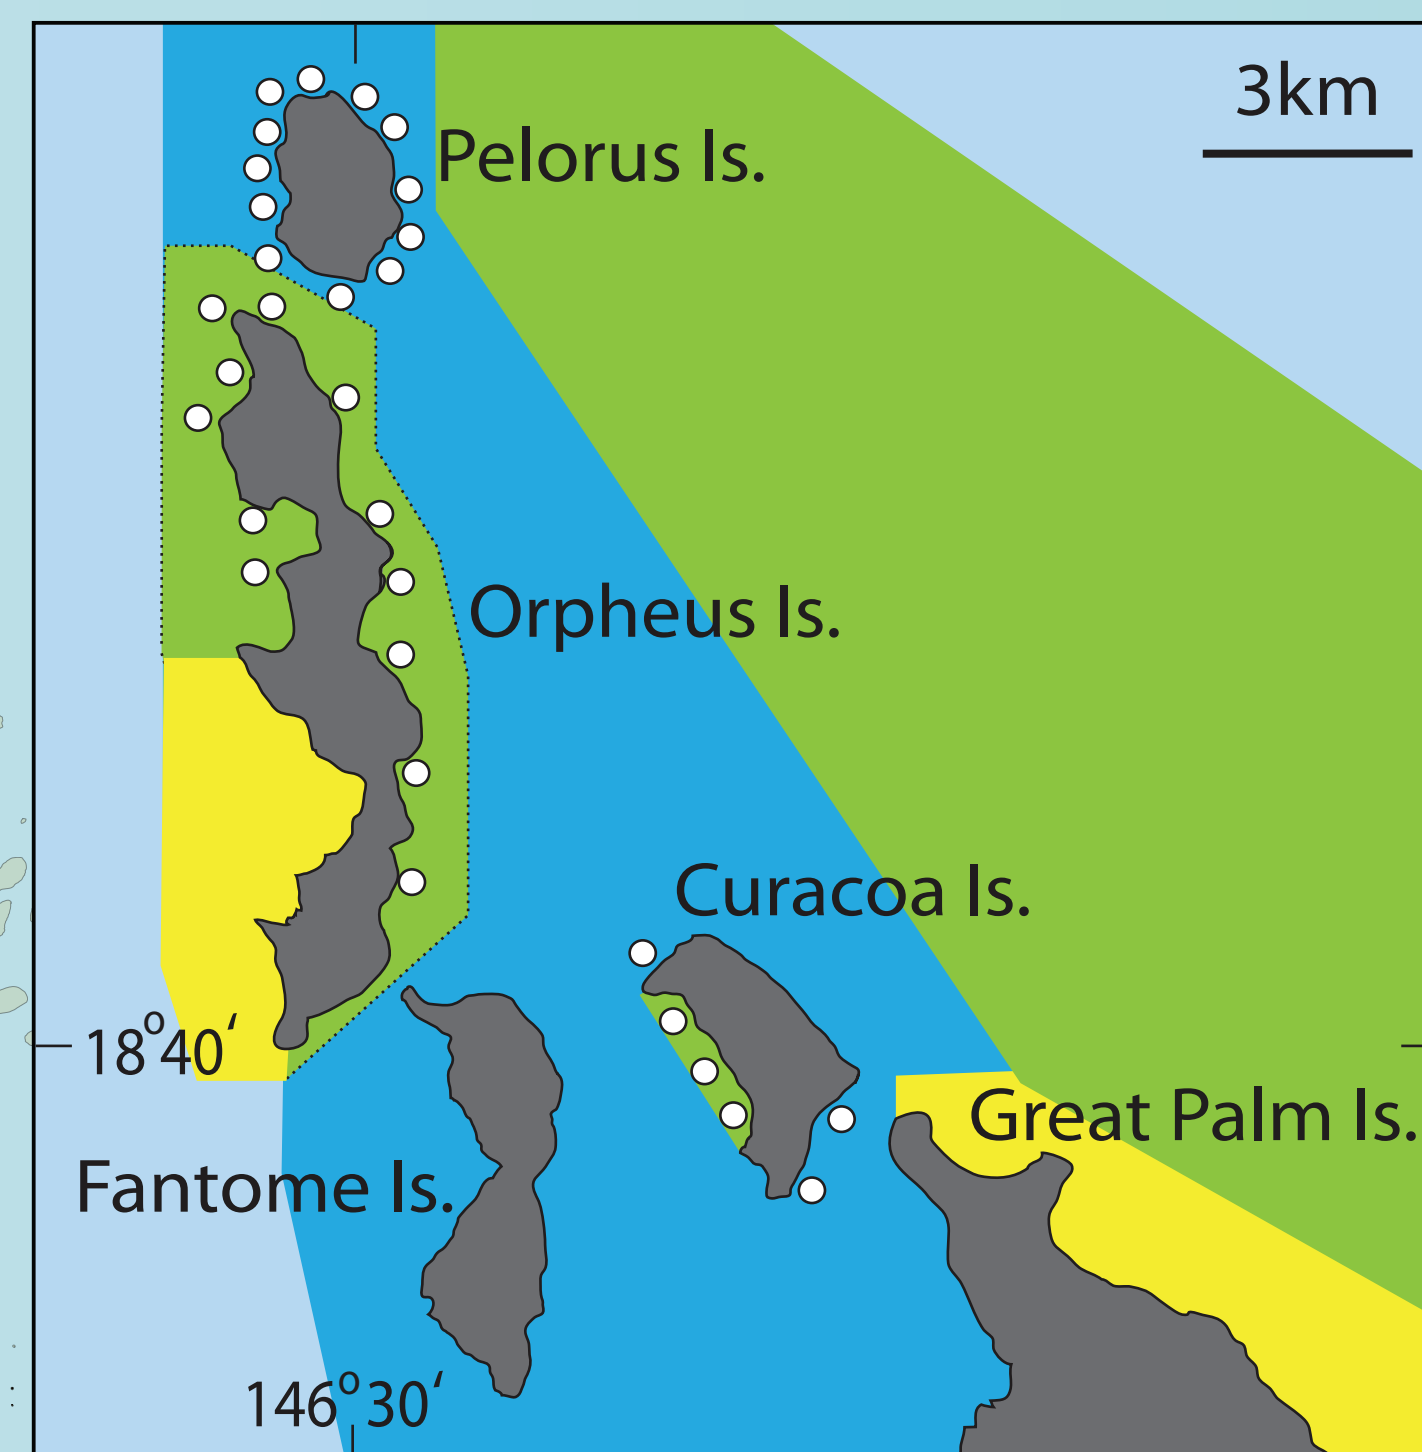 3km
Pelorus Is.
Orpheus Is.
Curacoa Is.
18°40‘
Great Palm Is.
Fantome Is.
146°30‘